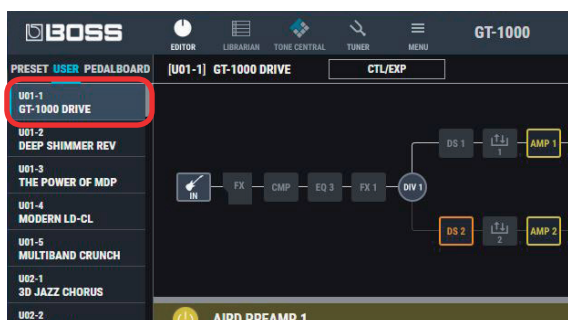 BOSS
EDITOR LIBRARIAN TONE CENTRAL TUNER MENU GT-1000
PRESET USER PEDALBOARD [U01-1] GT-1000 DRIVE CTL/EXP
U01-1
GT-1000 DRIVE
U01-2
DEEP SHIMMER REV
U01-3
THE POWER OF MDP
U01-4
MODERN LD-CL
U01-5
MULTIBAND CRUNCH
U02-1
3D JAZZ CHORUS
U02-2
DS 1 1 AMP 1
IN FX CMP EQ 3 FX 1 DIV 1
DS 2 2 AMP 2
AIRD PREAMP 1